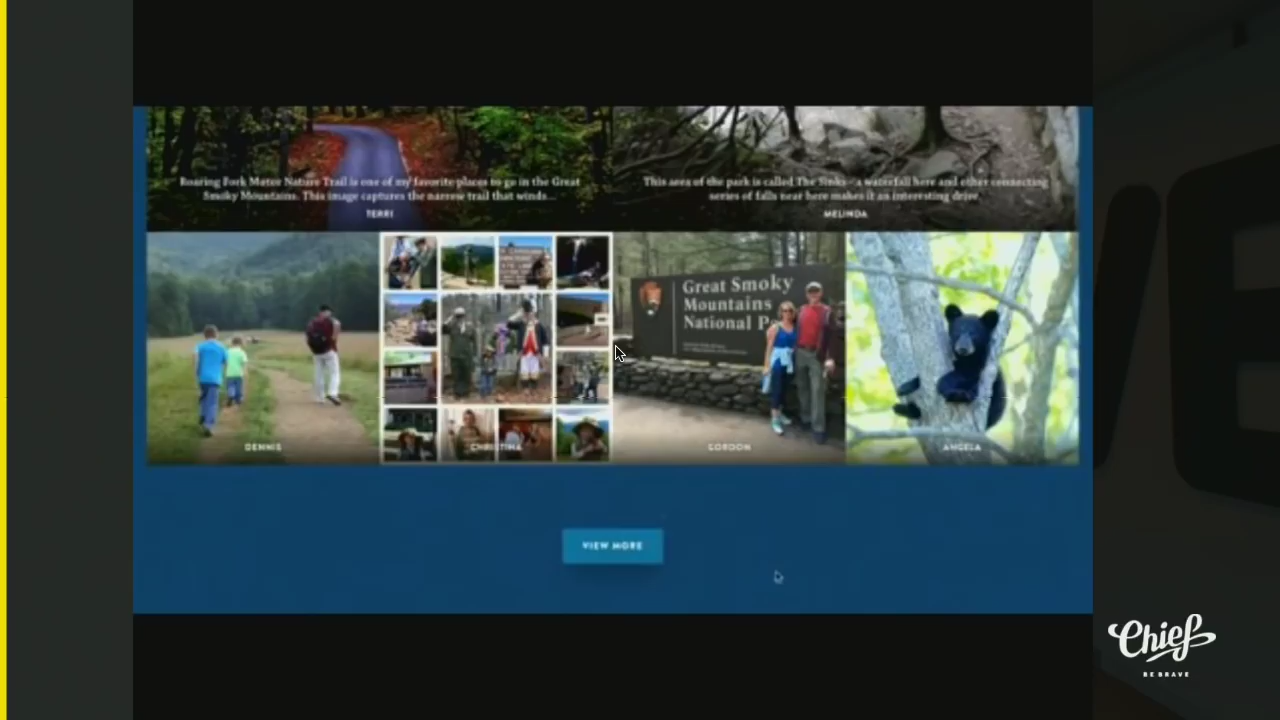 Roaring Fork Motor Nature Trail is one of my favorite places to go in the Great
Smoky Mountains. This image captures the narrow trail that winds...
TERRI
This area of the park is called The Sinks - a waterfall here and other connecting
series of falls near here makes it an interesting drive.
MELINDA
Great Smoky
Mountains
National P
DENNIS
CHRISTINA
GORDON
ANGELA
VIEW MORE
Chief
BE BRAVE
VE